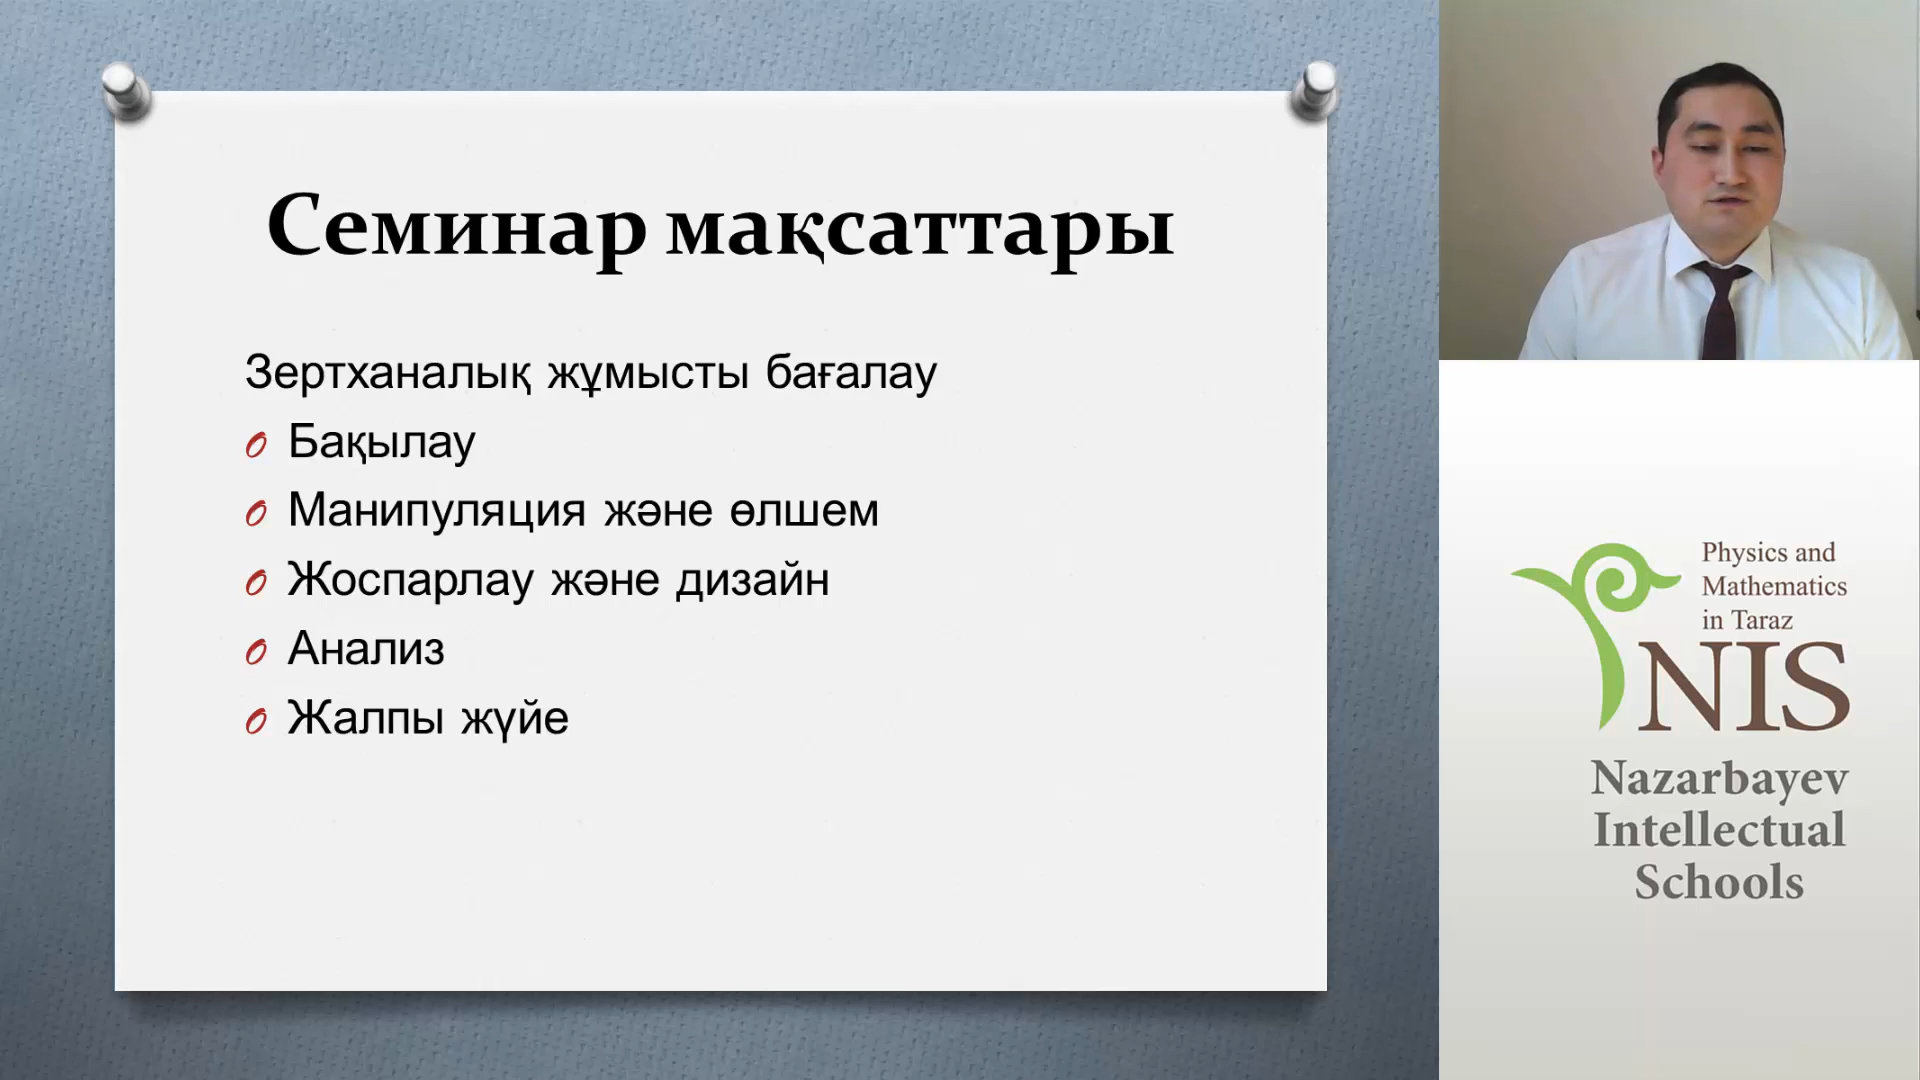 Семинар мақсаттары
Зертханалық жұмысты бағалау
Бақылау
Манипуляция және өлшем
Жоспарлау және дизайн
Анализ
Жалпы жүйе
Physics and
Mathematics
in Taraz
NIS
Nazarbayev
Intellectual
Schools